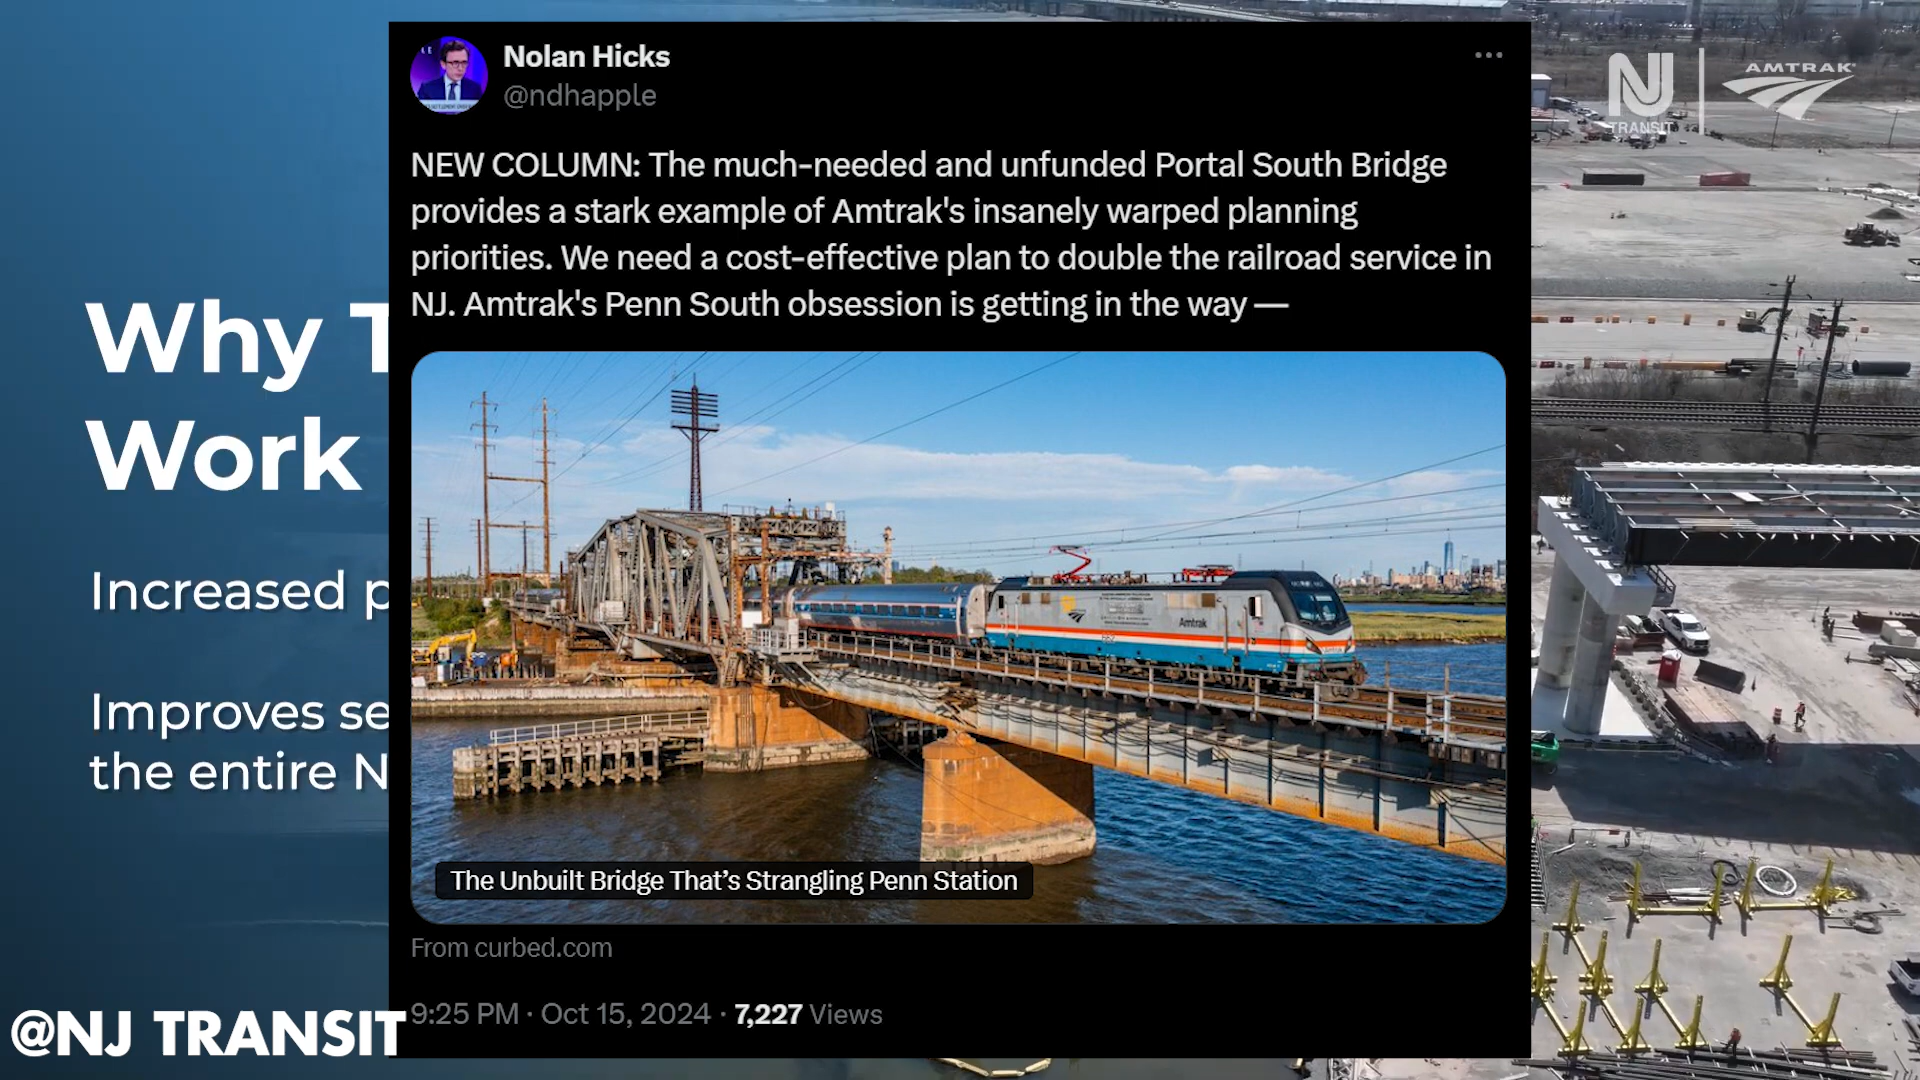 Nolan Hicks
@ndhapple
NEW COLUMN: The much-needed and unfunded Portal South Bridge
provides a stark example of Amtrak's insanely warped planning
priorities. We need a cost-effective plan to double the railroad service in
NJ. Amtrak's Penn South obsession is getting in the way —
Amtrak
The Unbuilt Bridge That's Strangling Penn Station
From curbed.com
9:25 PM · Oct 15, 2024 · 7,227 Views
NJ
TRANSIT
AMTRAK
Why T
Work
Increased p
Improves se
the entire N
@NJ TRANSIT